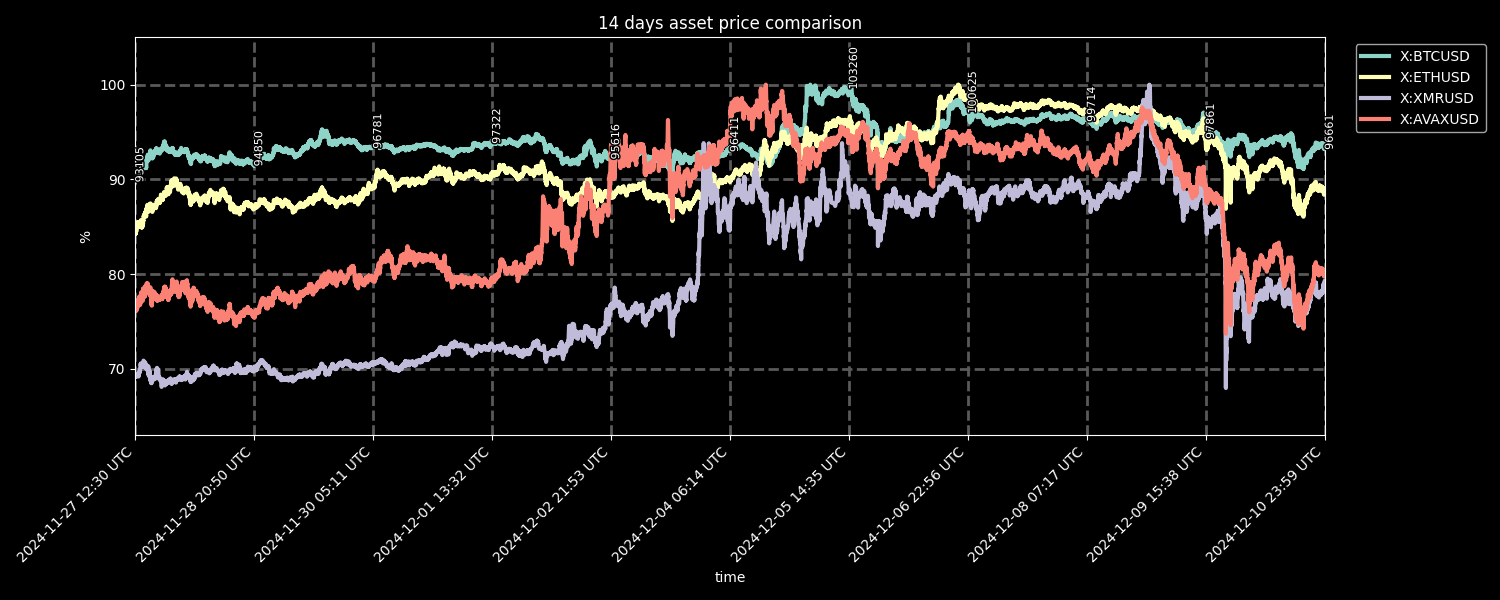 14 days asset price comparison
X:BTCUSD
X:ETHUSD
X:XMRUSD
X:AVAXUSD
100
90
80
70
%
93105
94850
96781
97322
95616
96411
103260
100625
99714
97861
96661
2024-11-27 12:30 UTC
2024-11-28 20:50 UTC
2024-11-30 05:11 UTC
2024-12-01 13:32 UTC
2024-12-02 21:53 UTC
2024-12-04 06:14 UTC
2024-12-05 14:35 UTC
2024-12-06 22:56 UTC
2024-12-08 07:17 UTC
2024-12-09 15:38 UTC
2024-12-10 23:59 UTC
time